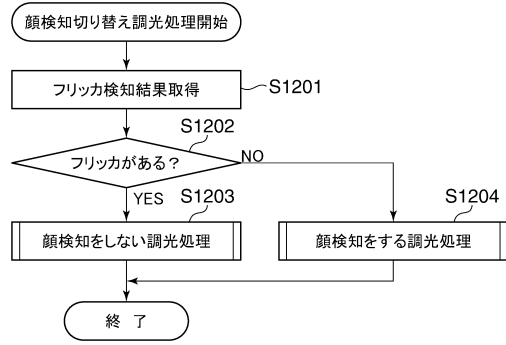 顔検知切り替え調光処理開始
フリッカ検知結果取得
S1201
S1202
フリッカがある？
NO
YES
S1203
S1204
顔検知をしない調光処理
顔検知をする調光処理
終 了